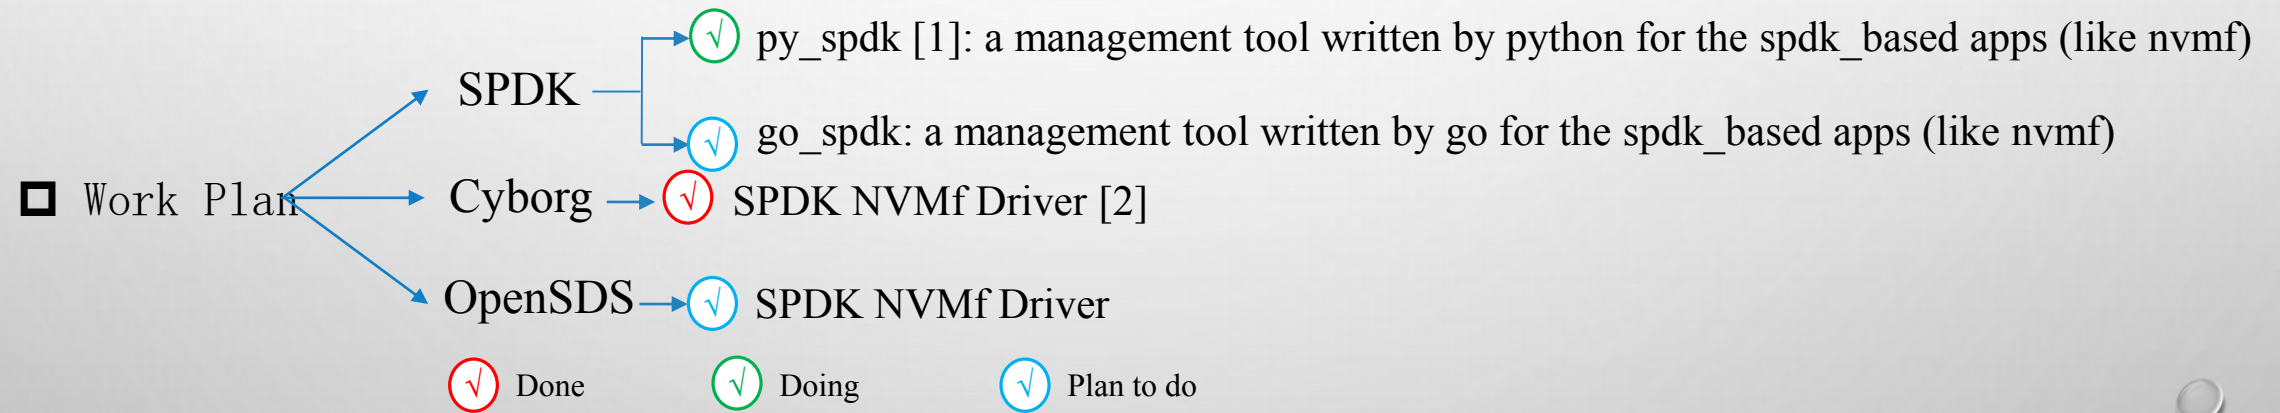 √ py_spdk [1]: a management tool written by python for the spdk_based apps (like nvmf)
SPDK
√ go_spdk: a management tool written by go for the spdk_based apps (like nvmf)
Work Plan
Cyborg √ SPDK NVMf Driver [2]
OpenSDS √ SPDK NVMf Driver
√ Done √ Doing √ Plan to do